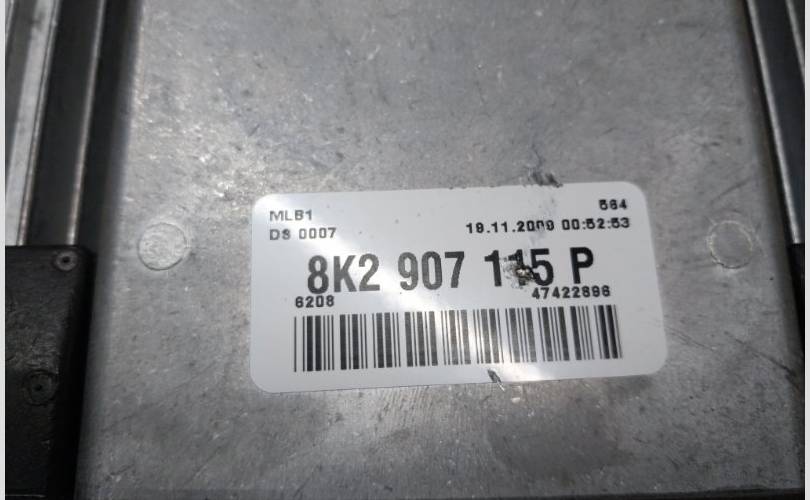 MLB1 564
DS 0007 19.11.2009 00:52:53
8K2 907 115 P
6208 47422896